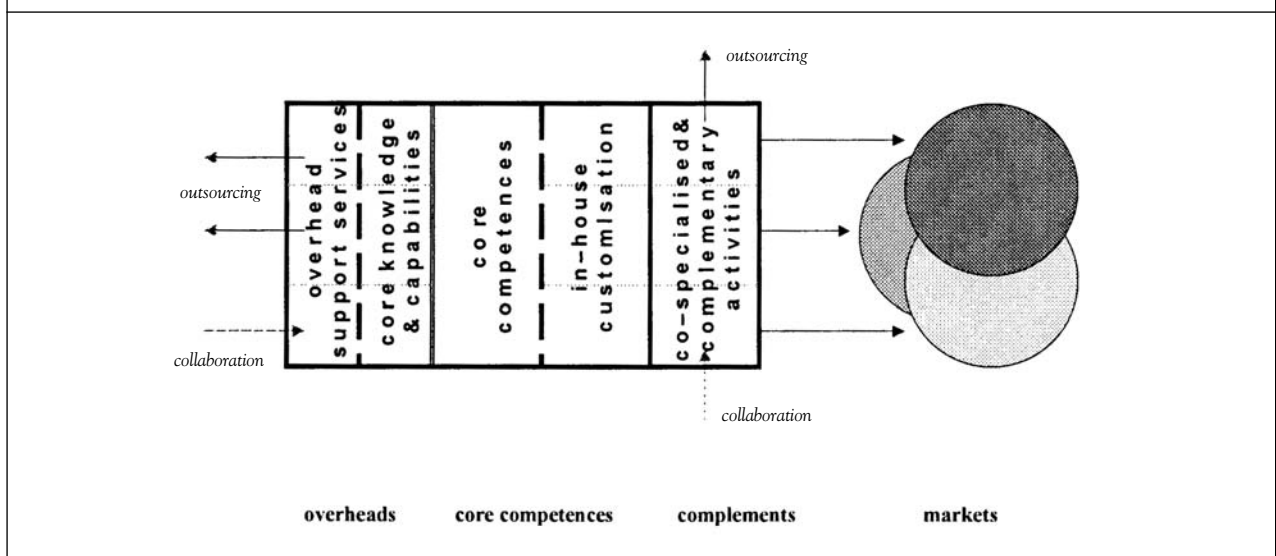 outsourcing
outsourcing
collaboration
overhead
support services
core knowledge
& capabilities
core
competences
in-house
customisation
co-specialised &
complementary
activities
collaboration
overheads
core competences
complements
markets